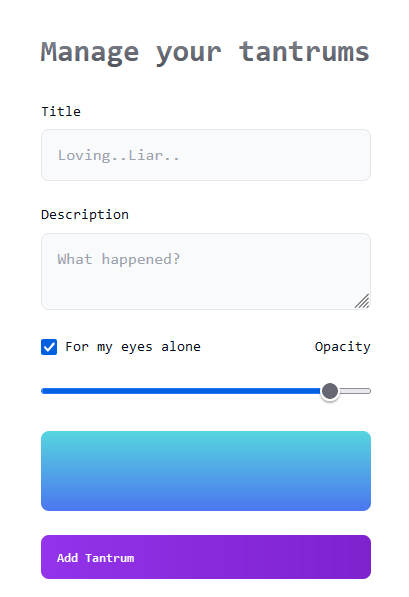 Manage your tantrums
Title
Loving..Liar..
Description
What happened?
For my eyes alone
Opacity
Add Tantrum